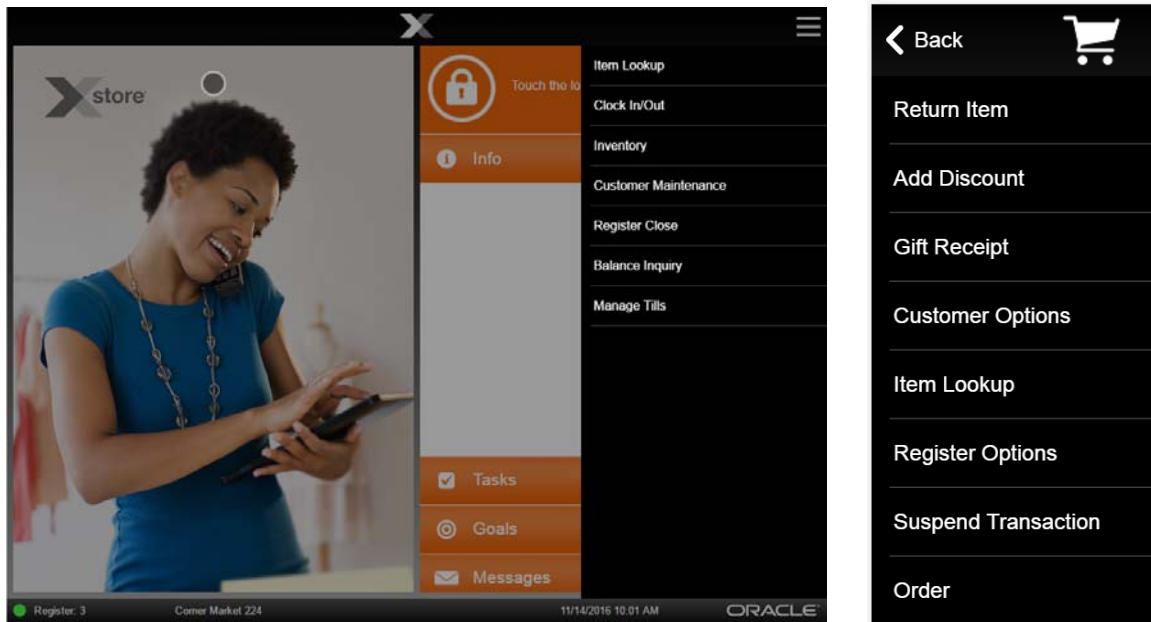 X
store
Touch the lo
Info
Tasks
Goals
Messages
Item Lookup
Clock In/Out
Inventory
Customer Maintenance
Register Close
Balance Inquiry
Manage Tills
Register: 3
Corner Market 224
11/14/2016 10:01 AM
ORACLE
Back
Return Item
Add Discount
Gift Receipt
Customer Options
Item Lookup
Register Options
Suspend Transaction
Order